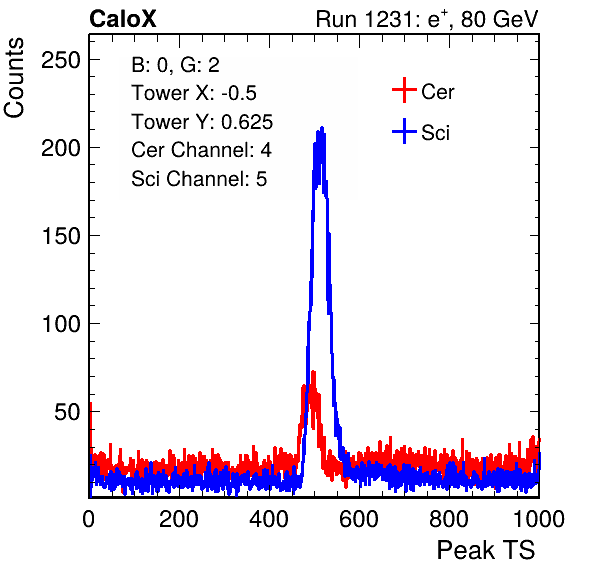 CaloX
Run 1231: e+, 80 GeV
Counts
250
200
150
100
50
B: 0, G: 2
Tower X: -0.5
Tower Y: 0.625
Cer Channel: 4
Sci Channel: 5
Cer
Sci
0
200
400
600
800
1000
Peak TS